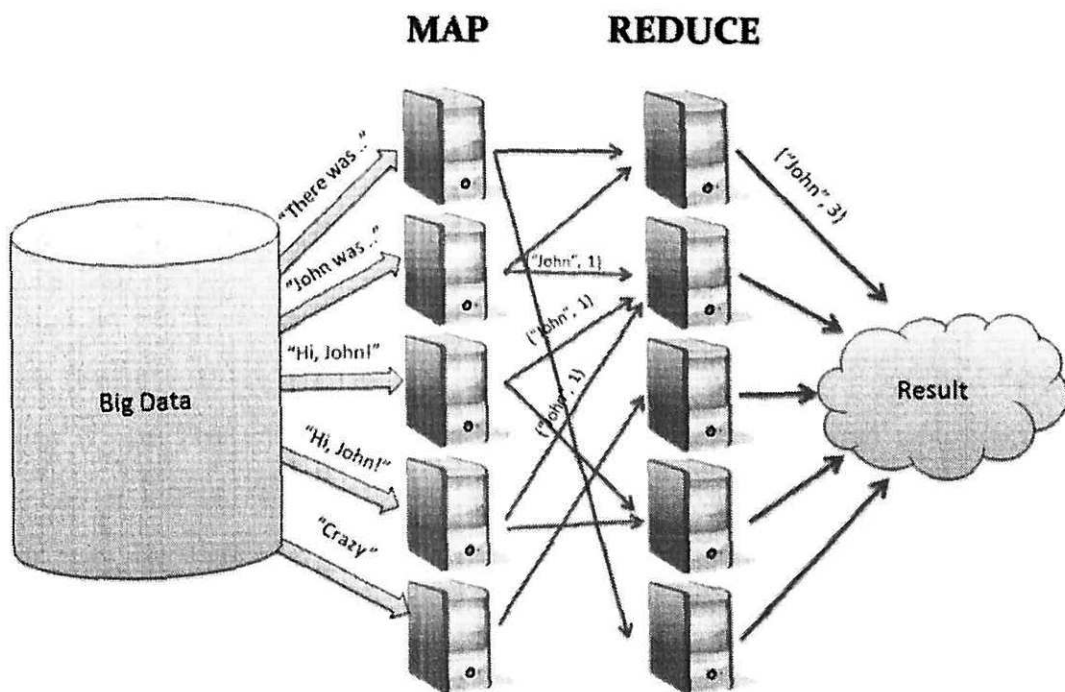 MAP
REDUCE
"There was .."
"John was .."
"Hi, John!"
"Hi, John!"
"Crazy"
Big Data
{"John", 1}
{"John", 1}
{"John", 1}
{"John", 3}
Result